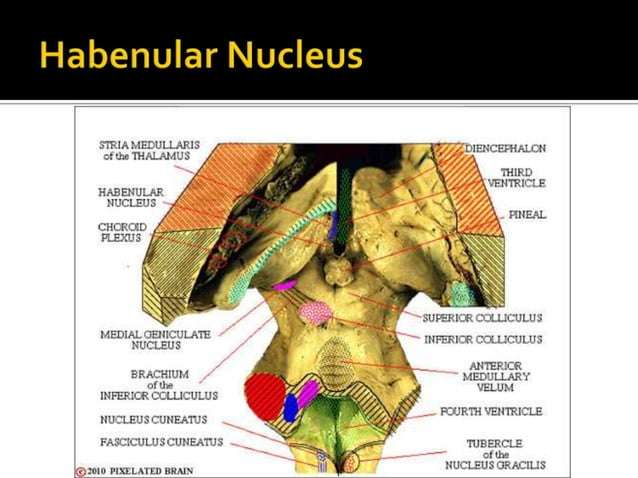 Habenular Nucleus
STRIA MEDULLARIS
of the THALAMUS
HABENULAR
NUCLEUS
CHOROID
PLEXUS
MEDIAL GENICULATE
NUCLEUS
BRACHIUM
of the
INFERIOR COLLICULUS
NUCLEUS CUNEATUS
FASCICULUS CUNEATUS
DIENCEPHALON
THIRD
VENTRICLE
PINEAL
SUPERIOR COLLICULUS
INFERIOR COLLICULUS
ANTERIOR
MEDULLARY
VELUM
FOURTH VENTRICLE
TUBERCLE
of the
NUCLEUS GRACILIS
©2010 PIXELATED BRAIN